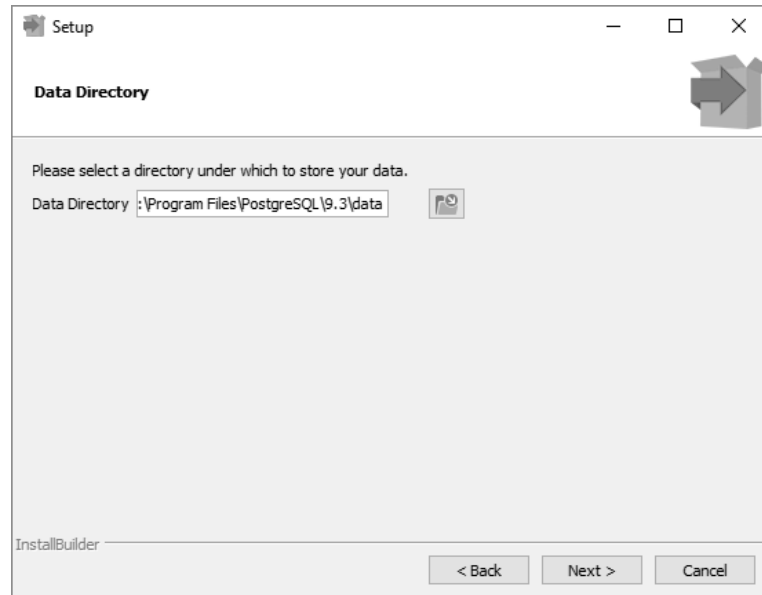 Setup
Data Directory
Please select a directory under which to store your data.
Data Directory :\Program Files\PostgreSQL\9.3\data
InstallBuilder
< Back Next > Cancel